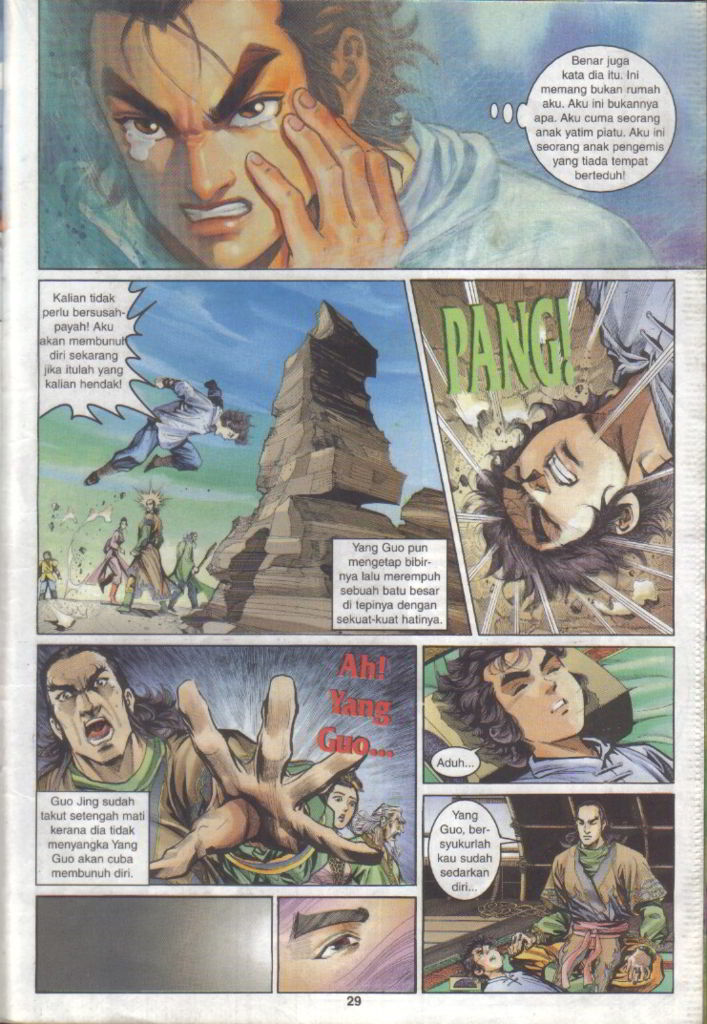 Benar juga
kata dia itu. Ini
memang bukan rumah
aku. Aku ini bukannya
apa. Aku cuma seorang
anak yatim piatu. Aku ini
seorang anak pengemis
yang tiada tempat
berteduh!
Kalian tidak
perlu bersusah-
payah! Aku
akan membunuh
diri sekarang
jika itulah yang
kalian hendak!
Yang Guo pun
mengetap bibir-
nya lalu merempuh
sebuah batu besar
di tepinya dengan
sekuat-kuat hatinya.
PANG!
Ah!
Yang
Guo...
Guo Jing sudah
takut setengah mati
kerana dia tidak
menyangka Yang
Guo akan cuba
membunuh diri.
Aduh...
Yang
Guo, ber-
syukurlah
kau sudah
sedarkan
diri...
29